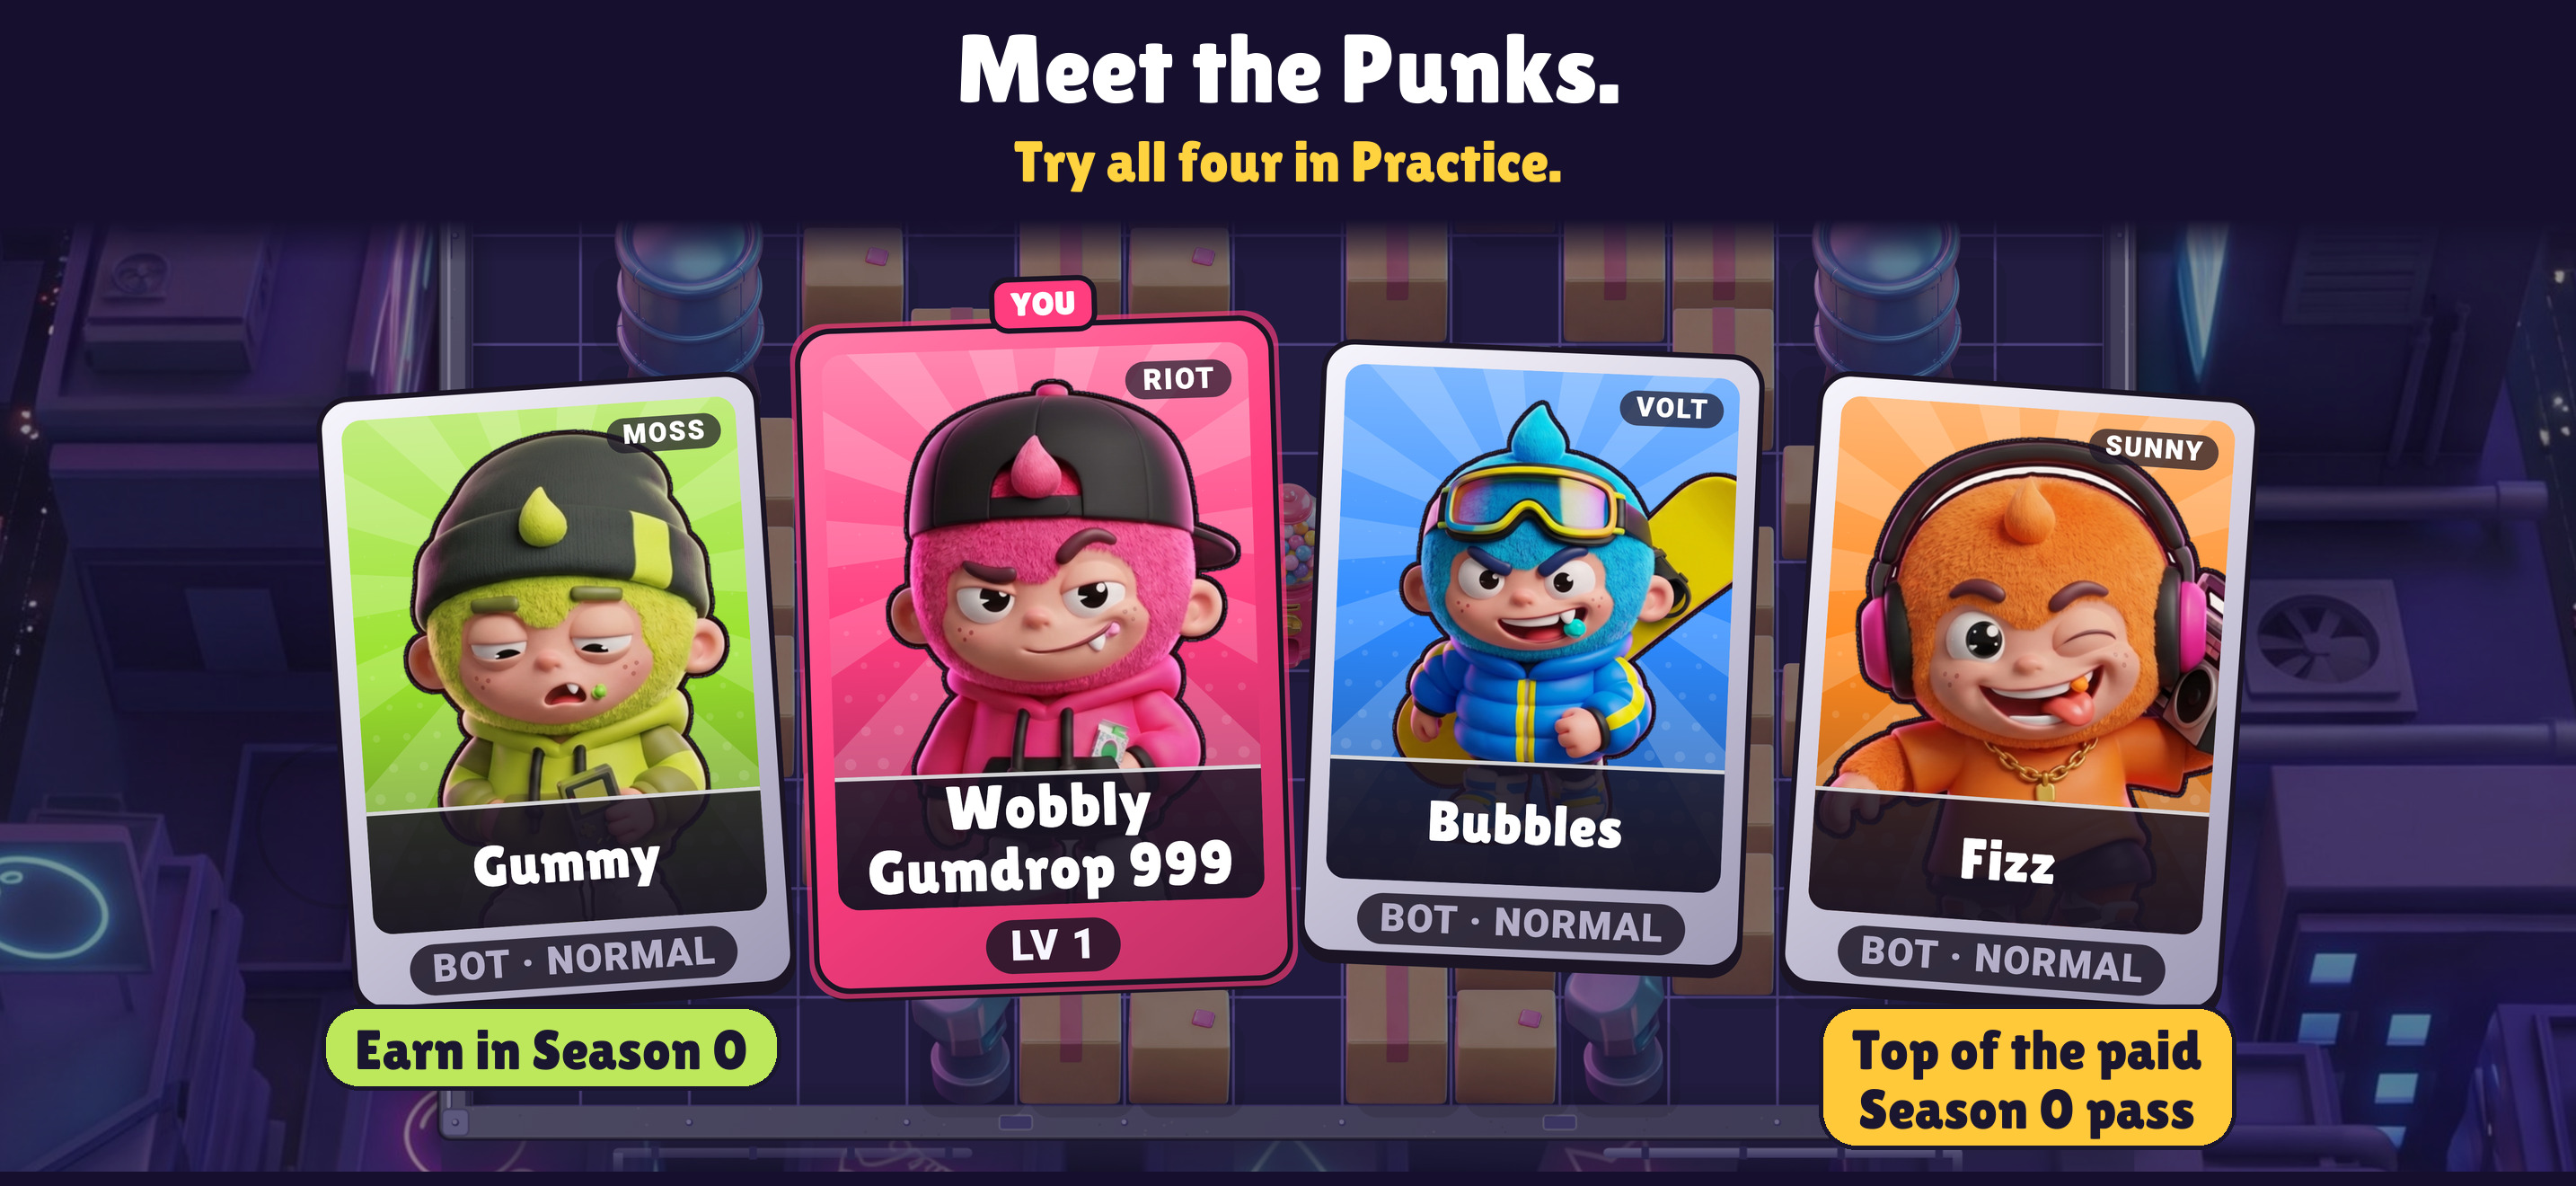 Meet the Punks.
Try all four in Practice.
YOU
MOSS
Gummy
BOT · NORMAL
Earn in Season 0
RIOT
Wobbly
Gumdrop 999
LV 1
VOLT
Bubbles
BOT · NORMAL
SUNNY
Fizz
BOT · NORMAL
Top of the paid
Season 0 pass